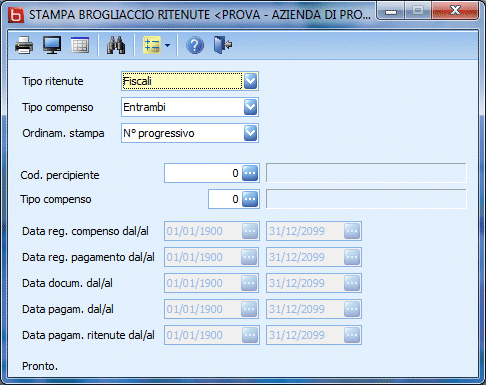 STAMPA BROGLIACCIO RITENUTE <PROVA - AZIENDA DI PRO...
Tipo ritenute Fiscali
Tipo compenso Entrambi
Ordinam. stampa N° progressivo
Cod. percipiente 0
Tipo compenso 0
Data reg. compenso dal/al 01/01/1900 31/12/2099
Data reg. pagamento dal/al 01/01/1900 31/12/2099
Data docum. dal/al 01/01/1900 31/12/2099
Data pagam. dal/al 01/01/1900 31/12/2099
Data pagam. ritenute dal/al 01/01/1900 31/12/2099
Pronto.